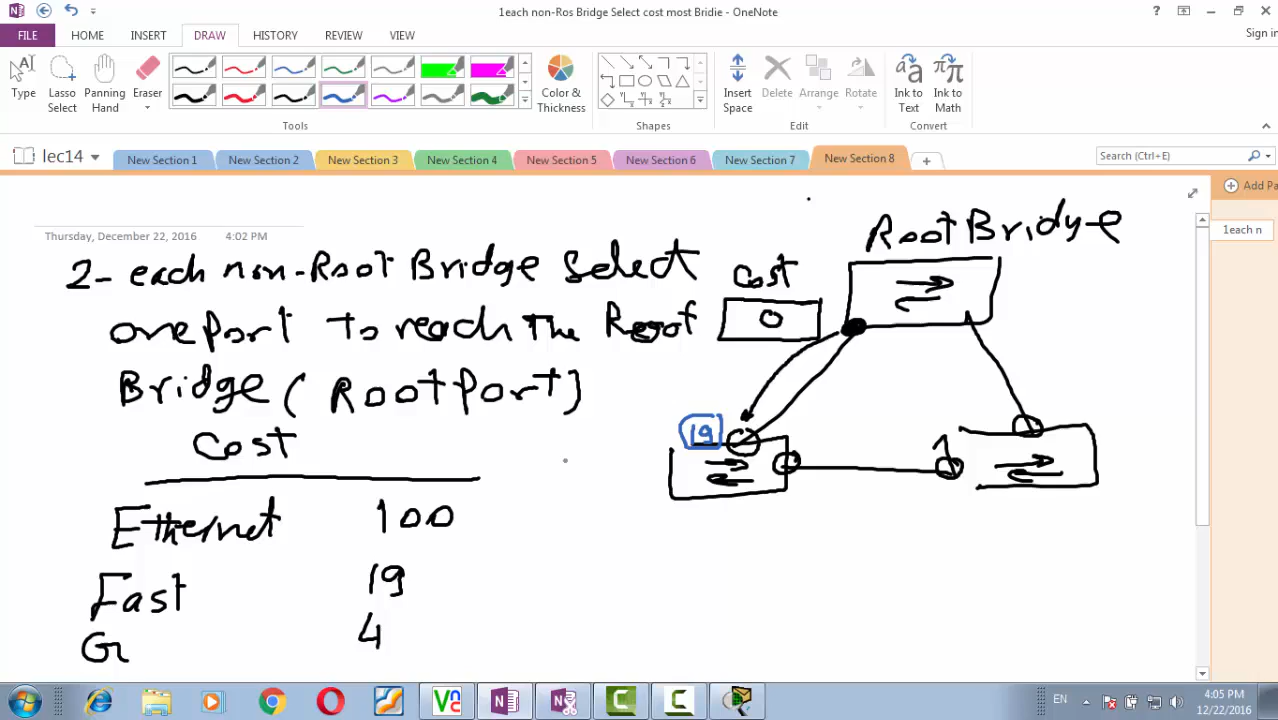 1each non-Ros Bridge Select cost most Bridie - OneNote
Sign in
FILE HOME INSERT DRAW HISTORY REVIEW VIEW
Type
Lasso Select
Panning Hand
Eraser
Color & Thickness
Insert Space
Delete
Arrange
Rotate
Ink to Text
Ink to Math
Tools
Shapes
Edit
Convert
lec14
New Section 1
New Section 2
New Section 3
New Section 4
New Section 5
New Section 6
New Section 7
New Section 8
Search (Ctrl+E)
Add Pa
1each n
Thursday, December 22, 2016 4:02 PM
2- each non-Root Bridge Select
one Port to reach The Root
Bridge (Root Port)
Cost
Ethernet 100
Fast 19
G 4
Root Bridge
Cost
0
19
EN
4:05 PM
12/22/2016